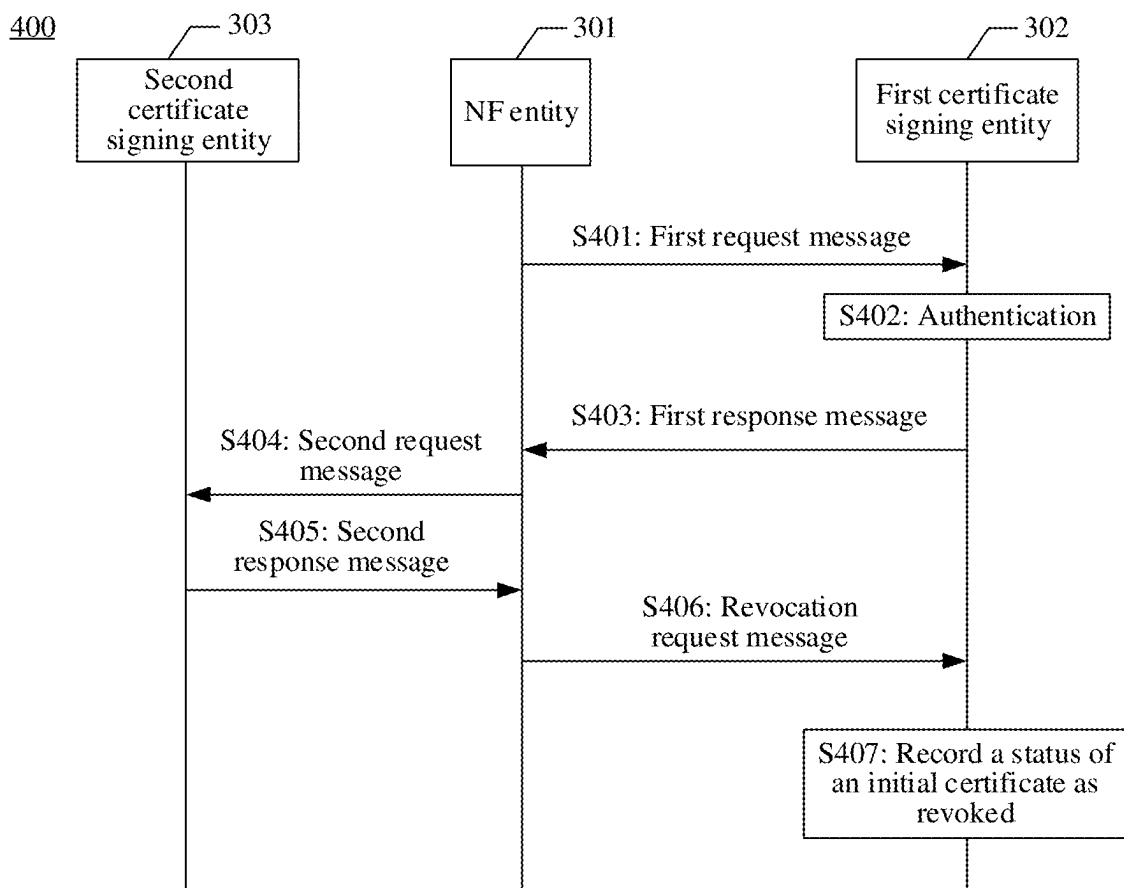 400
303
301
302
Second
certificate
signing entity
NF entity
First certificate
signing entity
S401: First request message
S402: Authentication
S403: First response message
S404: Second request
message
S405: Second
response message
S406: Revocation
request message
S407: Record a status of
an initial certificate as
revoked